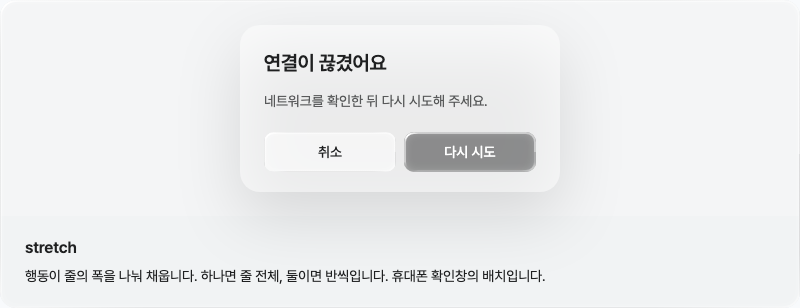 연결이 끊겼어요
네트워크를 확인한 뒤 다시 시도해 주세요.
취소 다시 시도
stretch
행동이 줄의 폭을 나눠 채웁니다. 하나면 줄 전체, 둘이면 반씩입니다. 휴대폰 확인창의 배치입니다.